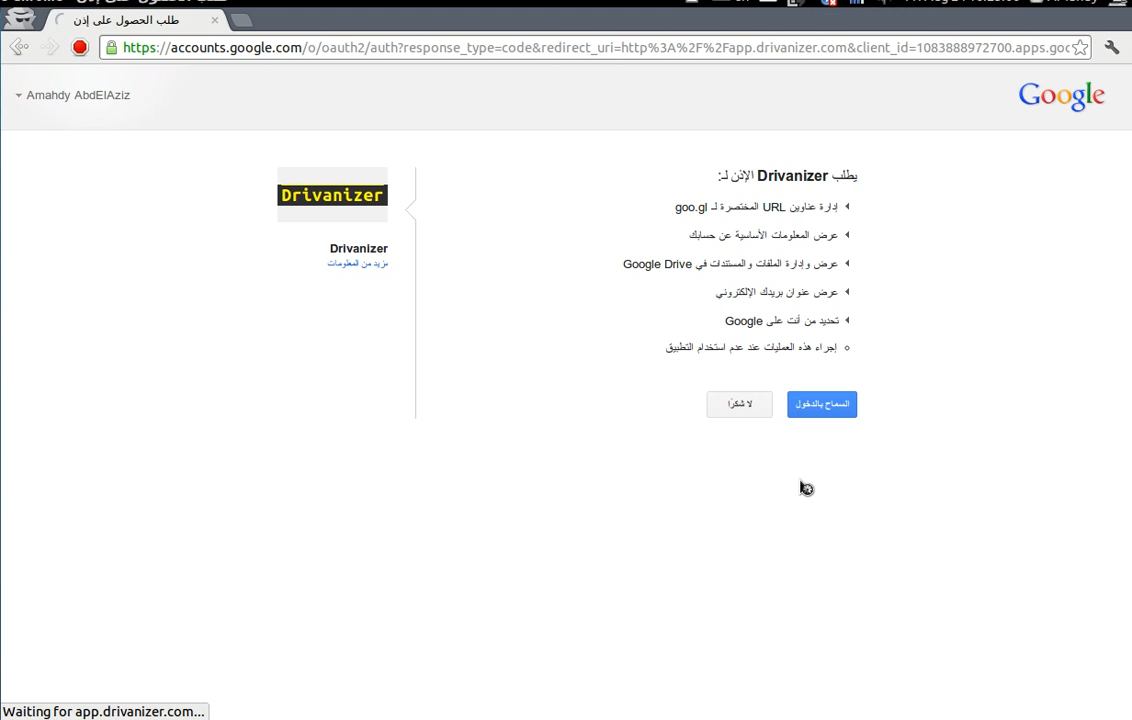 طلب الحصول على إذن
https://accounts.google.com/o/oauth2/auth?response_type=code&redirect_uri=http%3A%2F%2Fapp.drivanizer.com&client_id=1083888972700.apps.goo
Amahdy AbdElAziz
Google
Drivanizer
Drivanizer
مزيد من المعلومات
يطلب Drivanizer الإذن لـ:
إدارة عناوين URL المختصرة لـ goo.gl
عرض المعلومات الأساسية عن حسابك
عرض وإدارة الملفات والمستندات في Google Drive
عرض عنوان بريدك الإلكتروني
تحديد من أنت على Google
إجراء هذه العمليات عند عدم استخدام التطبيق
السماح بالدخول
لا شكرًا
Waiting for app.drivanizer.com...